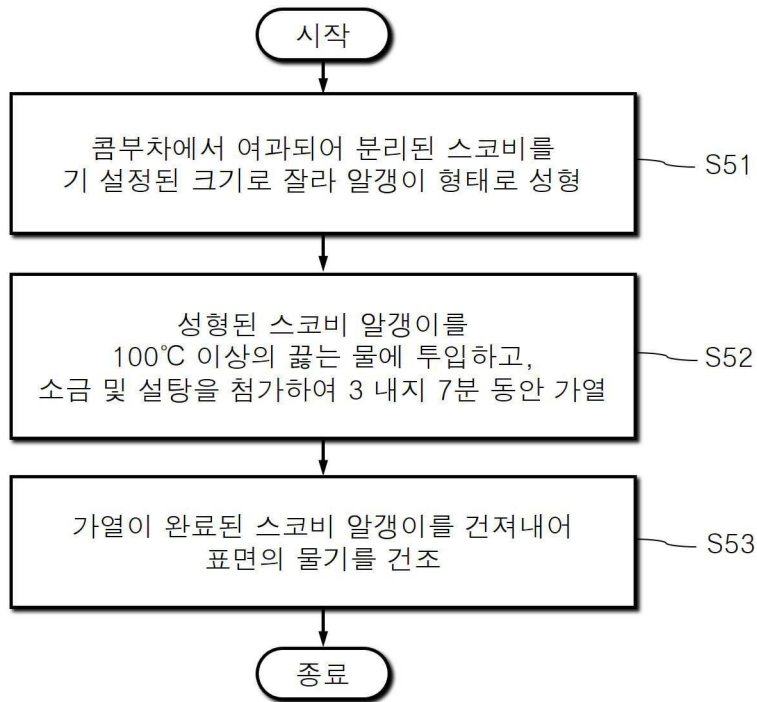 시작
콤부차에서 여과되어 분리된 스코비를
기 설정된 크기로 잘라 알갱이 형태로 성형
S51
성형된 스코비 알갱이를
100℃ 이상의 끓는 물에 투입하고,
소금 및 설탕을 첨가하여 3 내지 7분 동안 가열
S52
가열이 완료된 스코비 알갱이를 건져내어
표면의 물기를 건조
S53
종료